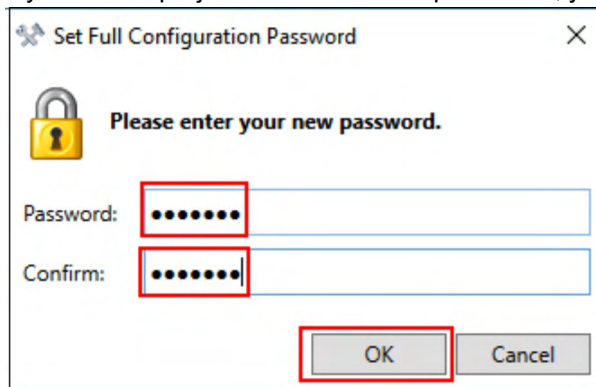 Set Full Configuration Password
Please enter your new password.
Password: •••••••
Confirm: •••••••
OK Cancel